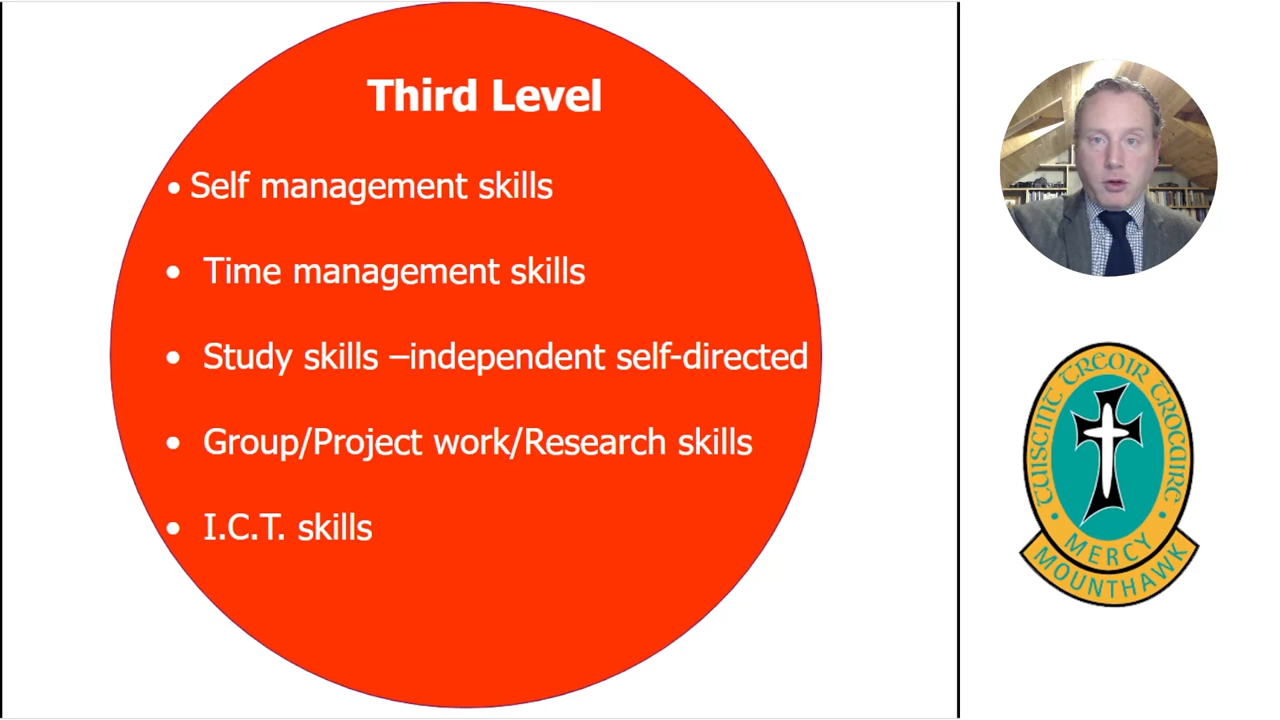 Third Level
• Self management skills
• Time management skills
• Study skills –independent self-directed
• Group/Project work/Research skills
• I.C.T. skills
TUISCINT TREOIR TROCAIRE
MERCY
MOUNTHAWK